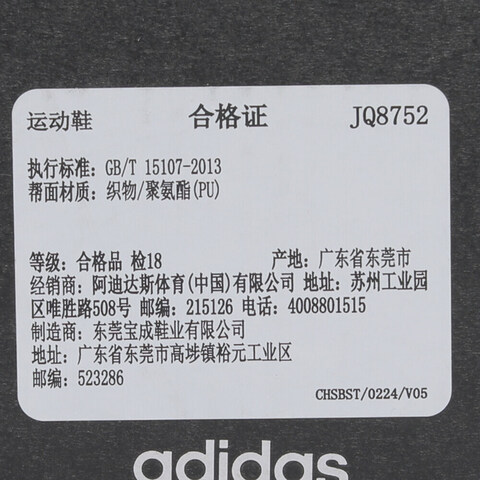 运动鞋 合格证 JQ8752
执行标准: GB/T 15107-2013
帮面材质: 织物/聚氨酯(PU)
等级: 合格品 检18 产地: 广东省东莞市
经销商: 阿迪达斯体育(中国)有限公司 地址: 苏州工业园
区唯胜路508号 邮编: 215126 电话: 4008801515
制造商: 东莞宝成鞋业有限公司
地址: 广东省东莞市高埗镇裕元工业区
邮编: 523286
CHSBST/0224/V05
adidas